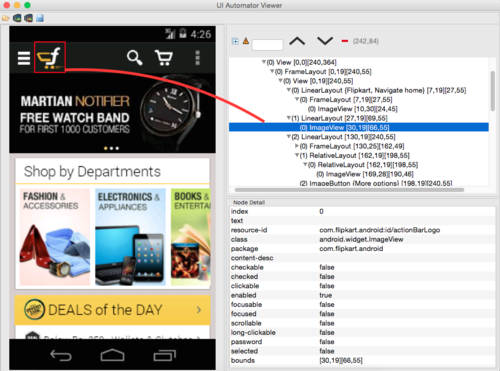 UI Automator Viewer
4:26
(242,84)
MARTIAN NOTIFIER
FREE WATCH BAND
FOR FIRST 1000 CUSTOMERS
Shop by Departments
FASHION &
ACCESSORIES
ELECTRONICS &
APPLIANCES
BOOKS &
ENTERTAIN
DEALS of the DAY
(0) View [0,0][240,364]
(0) FrameLayout [0,19][240,55]
(0) View [0,19][240,55]
(0) LinearLayout (Flipkart, Navigate home) [7,19][27,55]
(0) FrameLayout [7,19][27,55]
(0) ImageView [10,30][24,45]
(1) LinearLayout [27,19][69,55]
(0) ImageView [30,19][66,55]
(2) LinearLayout [130,19][240,55]
(0) FrameLayout [130,25][162,49]
(1) RelativeLayout [162,19][198,55]
(0) RelativeLayout [162,19][198,55]
(0) ImageView [169,28][190,46]
(2) ImageButton (More options) [198,19][240,55]
Node Detail
index 0
text
resource-id com.flipkart.android:id/actionBarLogo
class android.widget.ImageView
package com.flipkart.android
content-desc
checkable false
checked false
clickable false
enabled true
focusable false
focused false
scrollable false
long-clickable false
password false
selected false
bounds [30,19][66,55]